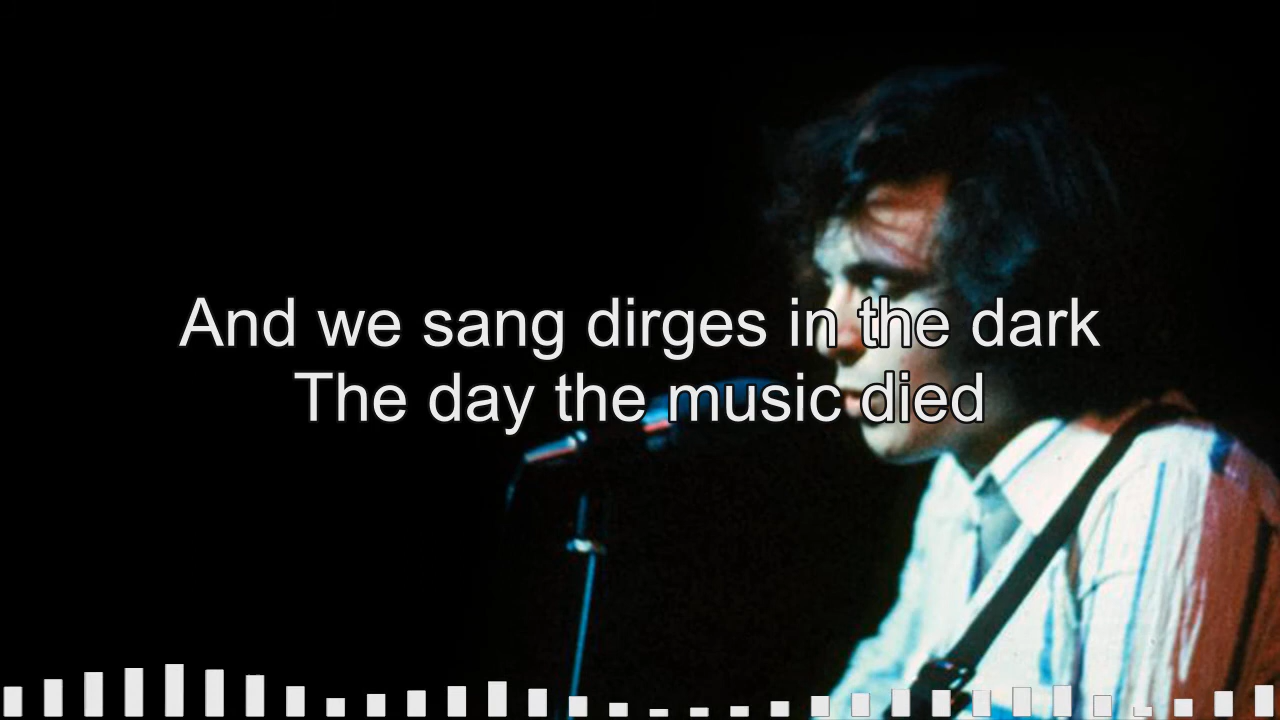 And we sang dirges in the dark
The day the music died